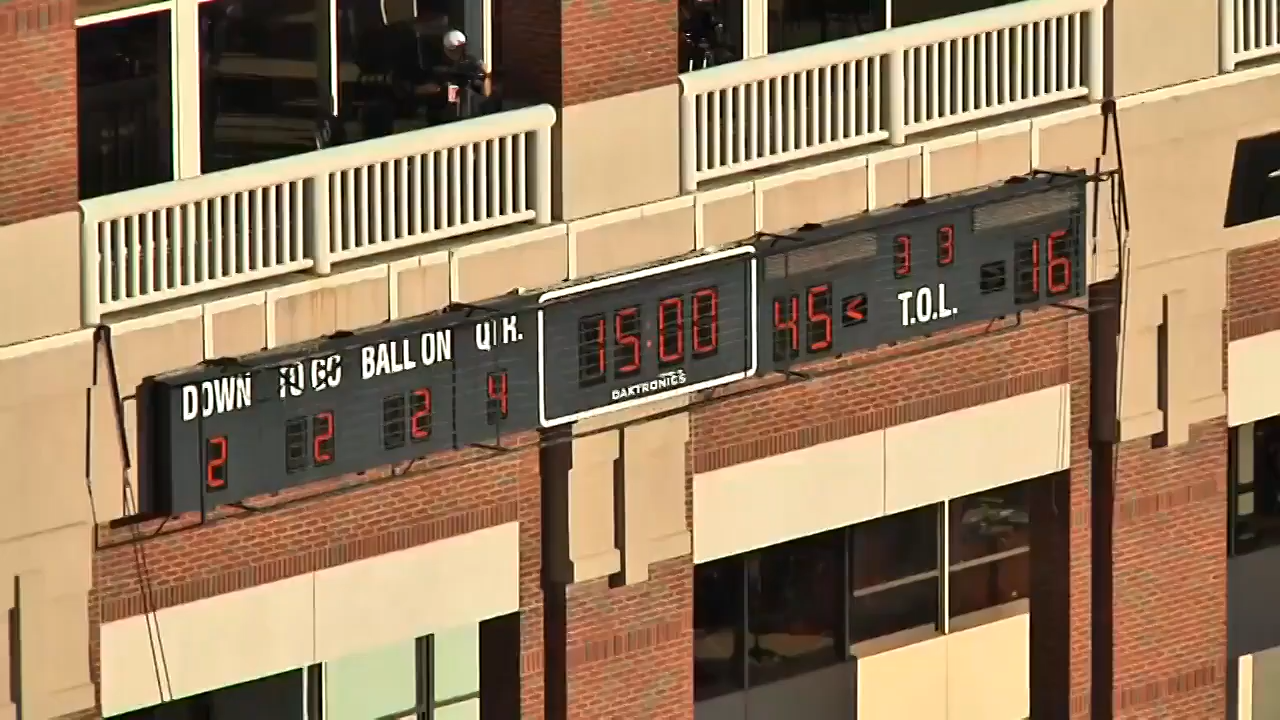 DOWN TO GO BALL ON QTR.
2 2 2 4
15:00
DAKTRONICS
3 3
45 < T.O.L. 16